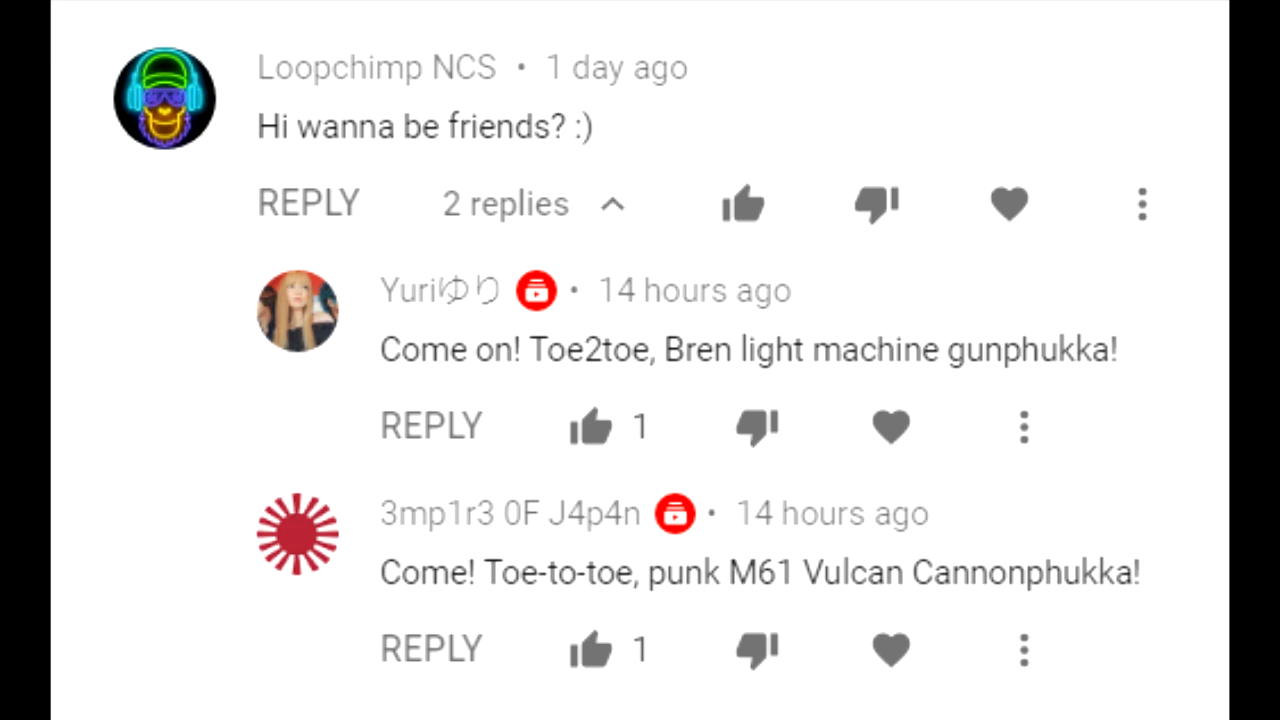 Loopchimp NCS • 1 day ago
Hi wanna be friends? :)
REPLY 2 replies
Yuriゆり • 14 hours ago
Come on! Toe2toe, Bren light machine gunphukka!
REPLY 1
3mp1r3 0F J4p4n • 14 hours ago
Come! Toe-to-toe, punk M61 Vulcan Cannonphukka!
REPLY 1